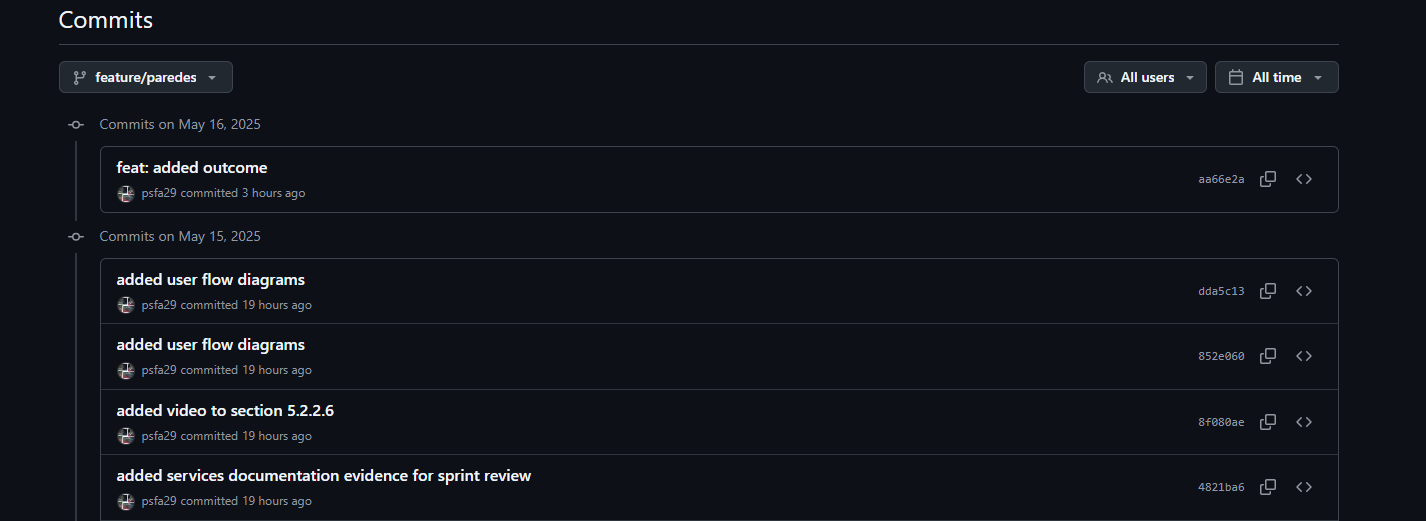 Commits
feature/paredes
All users
All time
Commits on May 16, 2025
feat: added outcome
aa66e2a
psfa29 committed 3 hours ago
Commits on May 15, 2025
added user flow diagrams
dda5c13
psfa29 committed 19 hours ago
added user flow diagrams
852e060
psfa29 committed 19 hours ago
added video to section 5.2.2.6
8f080ae
psfa29 committed 19 hours ago
added services documentation evidence for sprint review
4821ba6
psfa29 committed 19 hours ago